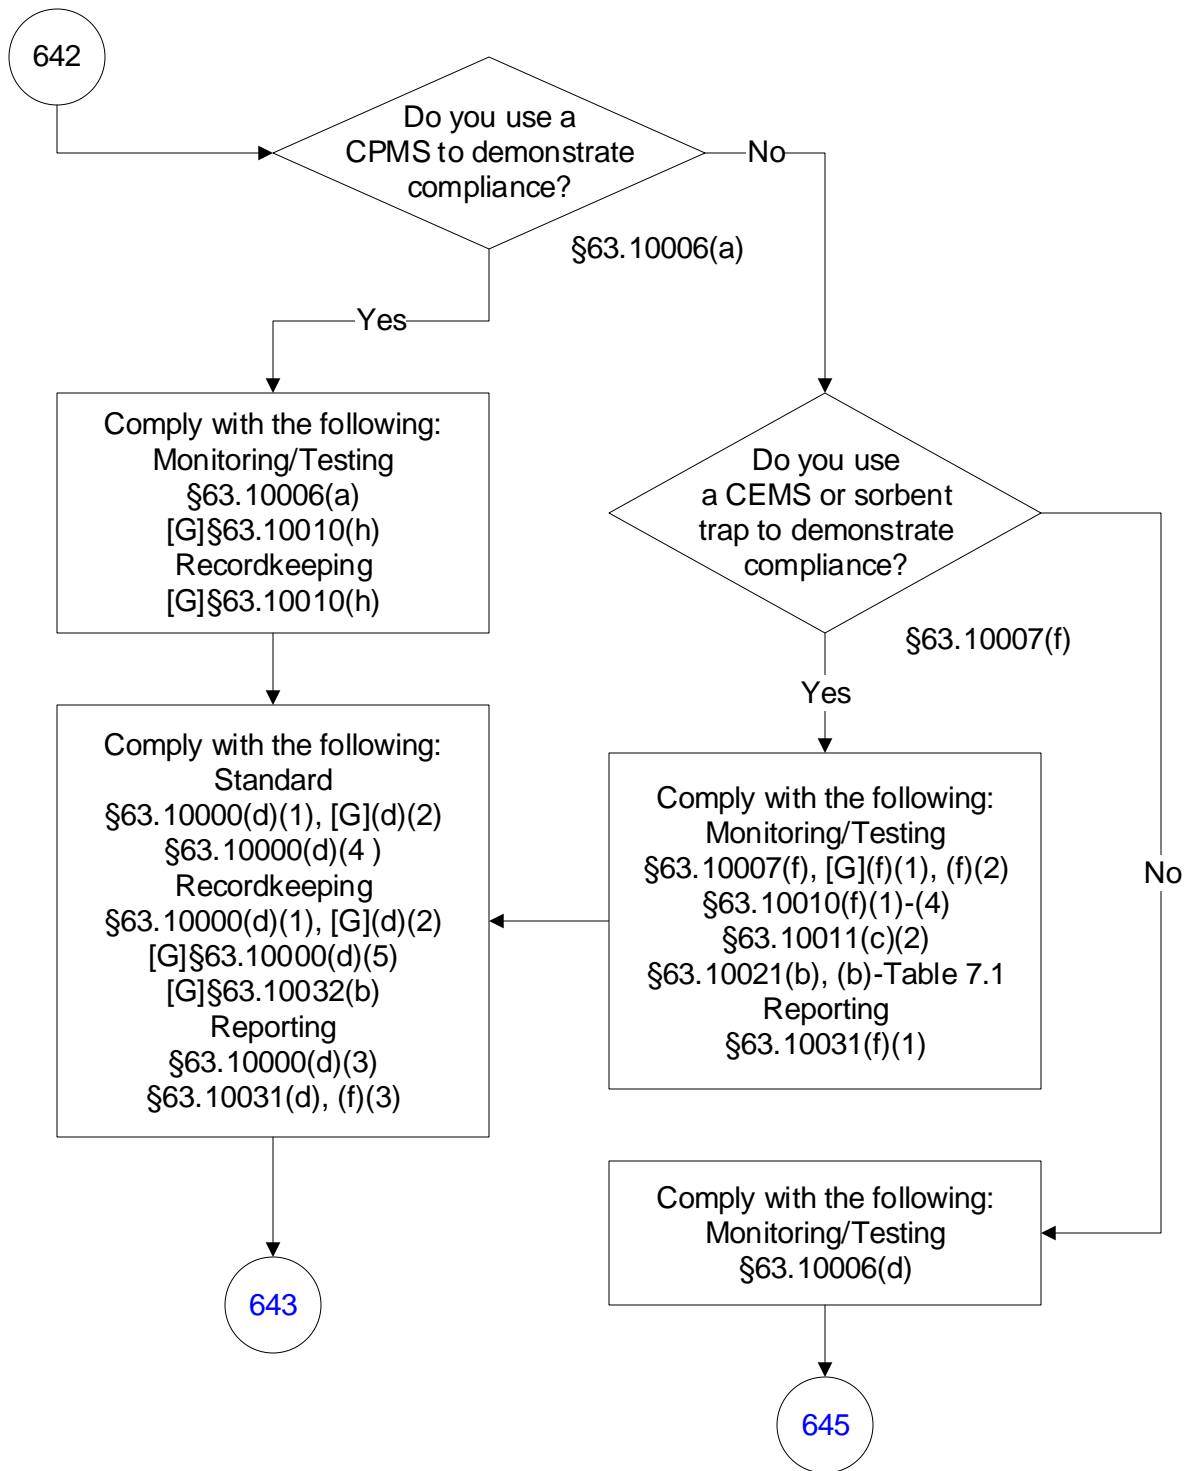 642
Do you use a
CPMS to demonstrate
compliance?
No
§63.10006(a)
Yes
Comply with the following:
Monitoring/Testing
§63.10006(a)
[G]§63.10010(h)
Recordkeeping
[G]§63.10010(h)
Do you use
a CEMS or sorbent
trap to demonstrate
compliance?
§63.10007(f)
Yes
No
Comply with the following:
Standard
§63.10000(d)(1), [G](d)(2)
§63.10000(d)(4 )
Recordkeeping
§63.10000(d)(1), [G](d)(2)
[G]§63.10000(d)(5)
[G]§63.10032(b)
Reporting
§63.10000(d)(3)
§63.10031(d), (f)(3)
Comply with the following:
Monitoring/Testing
§63.10007(f), [G](f)(1), (f)(2)
§63.10010(f)(1)-(4)
§63.10011(c)(2)
§63.10021(b), (b)-Table 7.1
Reporting
§63.10031(f)(1)
Comply with the following:
Monitoring/Testing
§63.10006(d)
643
645